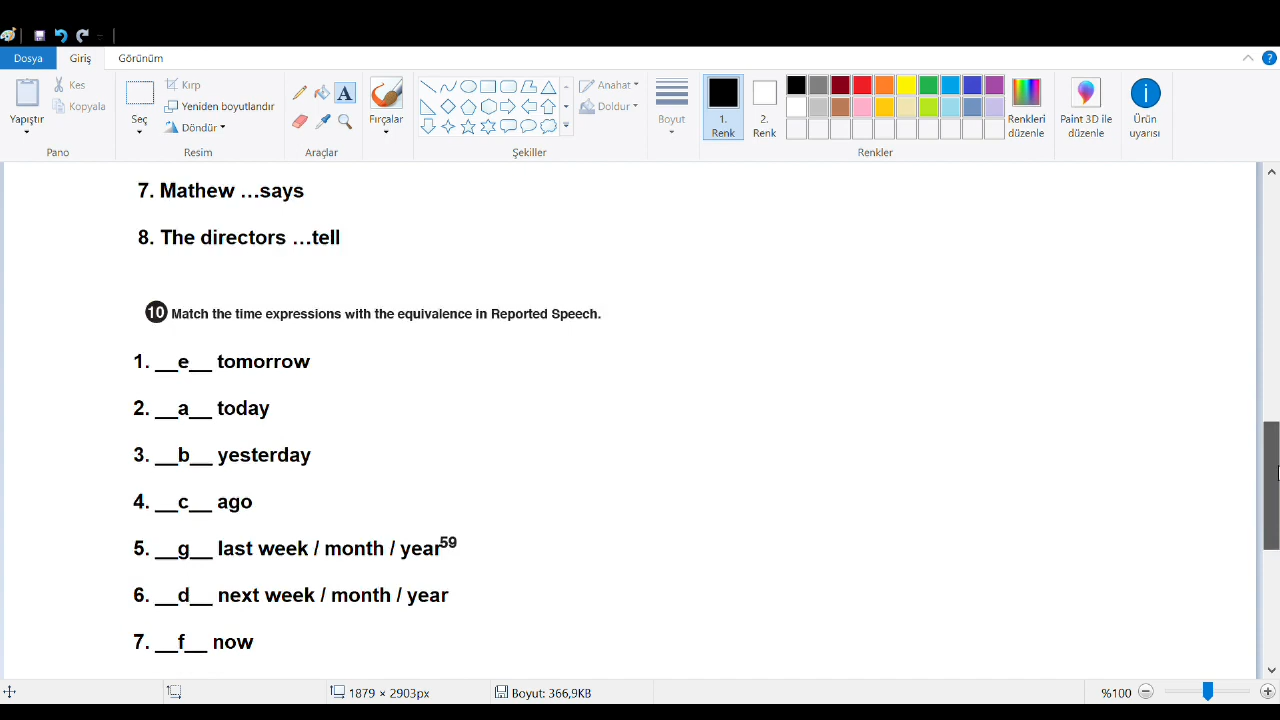 Dosya Giriş Görünüm
Yapıştır
Kes
Kopyala
Pano
Seç
Kırp
Yeniden boyutlandır
Döndür
Resim
A
Araçlar
Fırçalar
Şekiller
Anahat
Doldur
Boyut
1.
Renk
2.
Renk
Renkler
Renkleri
düzenle
Paint 3D ile
düzenle
Ürün
uyarısı
7. Mathew …says
8. The directors …tell
10 Match the time expressions with the equivalence in Reported Speech.
1. __e__ tomorrow
2. __a__ today
3. __b__ yesterday
4. __c__ ago
5. __g__ last week / month / year59
6. __d__ next week / month / year
7. __f__ now
1879 × 2903px Boyut: 366,9KB %100